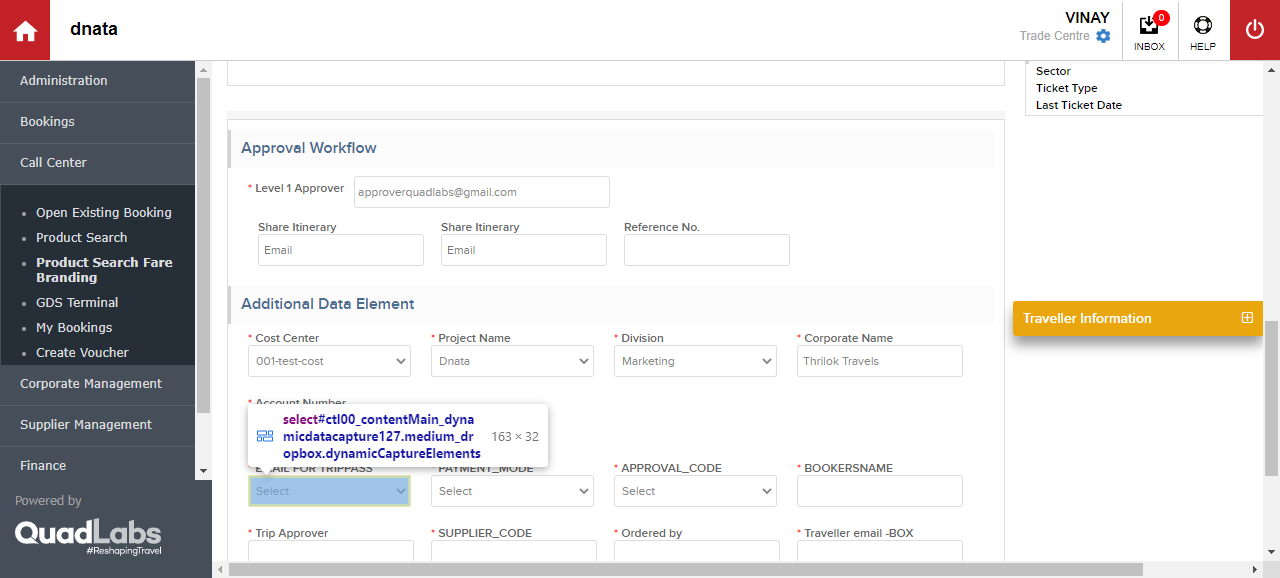 dnata
VINAY
Trade Centre
0
INBOX
HELP
Administration
Bookings
Call Center
Open Existing Booking
Product Search
Product Search Fare
Branding
GDS Terminal
My Bookings
Create Voucher
Corporate Management
Supplier Management
Finance
Powered by
QuadLabs
#ReshapingTravel
Approval Workflow
* Level 1 Approver
approverquadlabs@gmail.com
Share Itinerary
Share Itinerary
Reference No.
Email
Email
Additional Data Element
* Cost Center
* Project Name
* Division
* Corporate Name
001-test-cost
Dnata
Marketing
Thrilok Travels
* Account Number
select#ctl00_contentMain_dyna
micdatacapture127.medium_dr
opbox.dynamicCaptureElements
163 × 32
EMAIL FOR TRIPPASS
PAYMENT_MODE
* APPROVAL_CODE
* BOOKERSNAME
Select
Select
Select
* Trip Approver
* SUPPLIER_CODE
* Ordered by
* Traveller email -BOX
Sector
Ticket Type
Last Ticket Date
Traveller Information